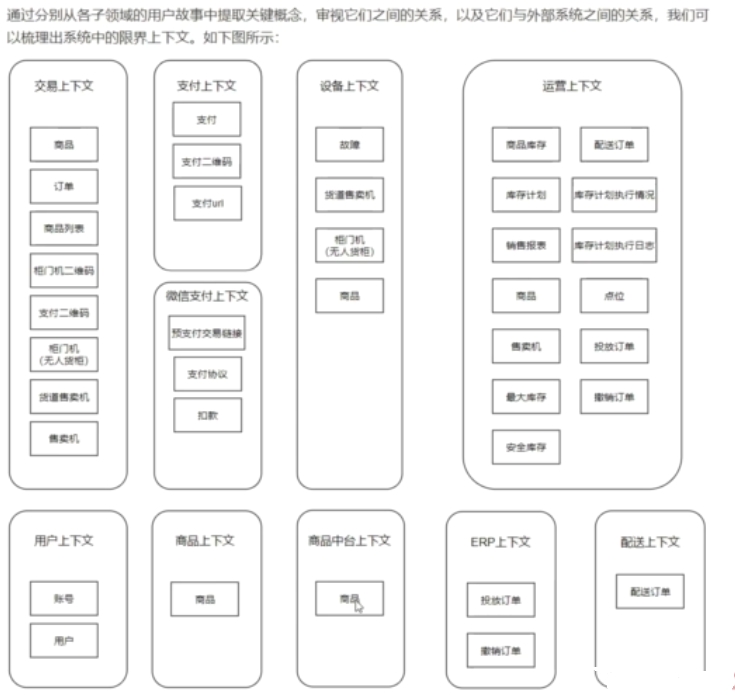 通过分别从各子领域的用户故事中提取关键概念，审视它们之间的关系，以及它们与外部系统之间的关系，我们可
以梳理出系统中的限界上下文。如下图所示：
交易上下文
商品
订单
商品列表
柜门机二维码
支付二维码
柜门机
（无人货柜）
货道售卖机
售卖机
支付上下文
支付
支付二维码
支付url
微信支付上下文
预支付交易链接
支付协议
扣款
设备上下文
故障
货道售卖机
柜门机
（无人货柜）
商品
运营上下文
商品库存
配送订单
库存计划
库存计划执行情况
销售报表
库存计划执行日志
商品
点位
售卖机
投放订单
最大库存
撤销订单
安全库存
用户上下文
账号
用户
商品上下文
商品
商品中台上下文
商品
ERP上下文
投放订单
撤销订单
配送上下文
配送订单